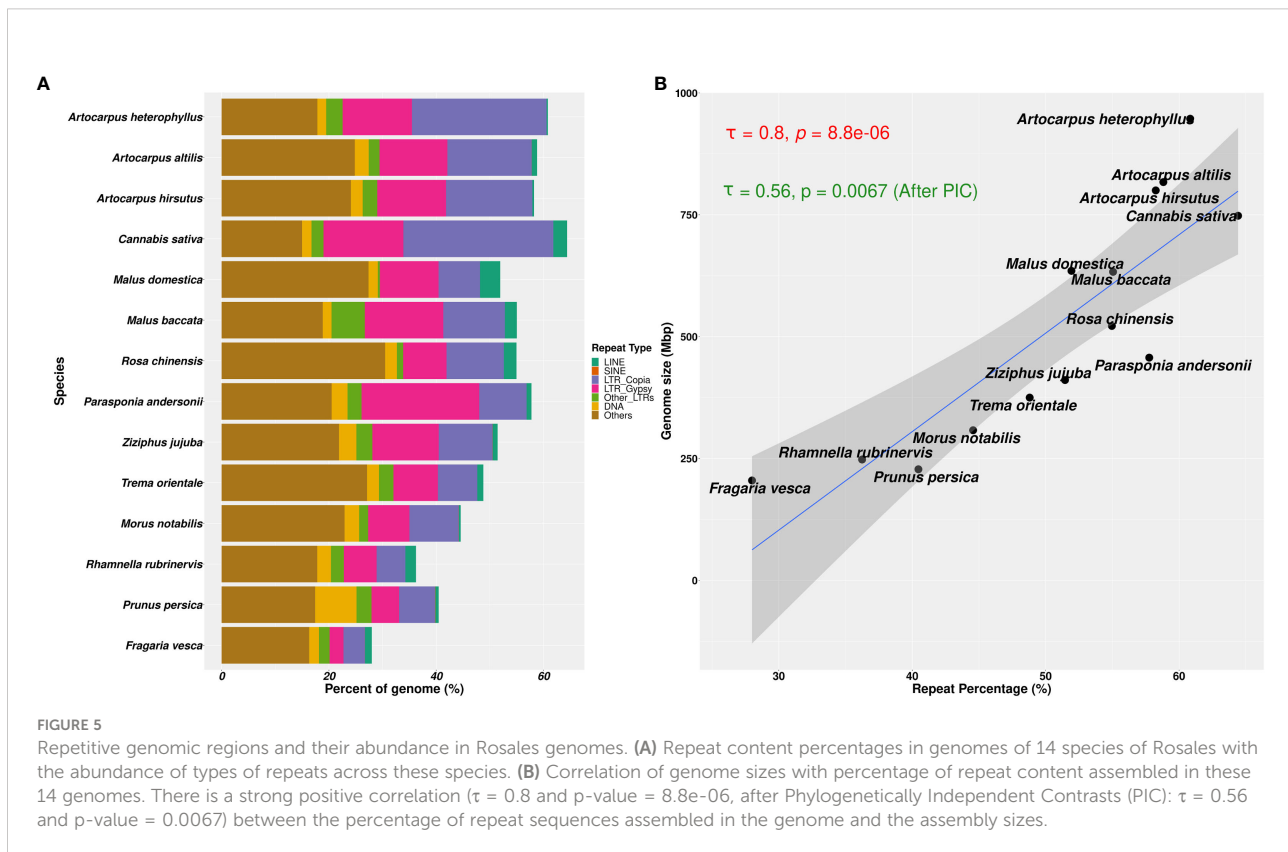 A
Species
Artocarpus heterophyllus
Artocarpus altilis
Artocarpus hirsutus
Cannabis sativa
Malus domestica
Malus baccata
Rosa chinensis
Parasponia andersonii
Ziziphus jujuba
Trema orientale
Morus notabilis
Rhamnella rubrinervis
Prunus persica
Fragaria vesca
0 20 40 60
Percent of genome (%)
Repeat Type
LINE
SINE
LTR_Copia
LTR_Gypsy
Other_LTRs
DNA
Others
B
Genome size (Mbp)
1000
750
500
250
0
τ = 0.8, p = 8.8e-06
τ = 0.56, p = 0.0067 (After PIC)
Artocarpus heterophyllus
Artocarpus altilis
Artocarpus hirsutus
Cannabis sativa
Malus domestica
Malus baccata
Rosa chinensis
Parasponia andersonii
Ziziphus jujuba
Trema orientale
Morus notabilis
Rhamnella rubrinervis
Prunus persica
Fragaria vesca
30 40 50 60
Repeat Percentage (%)
FIGURE 5
Repetitive genomic regions and their abundance in Rosales genomes. (A) Repeat content percentages in genomes of 14 species of Rosales with
the abundance of types of repeats across these species. (B) Correlation of genome sizes with percentage of repeat content assembled in these
14 genomes. There is a strong positive correlation (τ = 0.8 and p-value = 8.8e-06, after Phylogenetically Independent Contrasts (PIC): τ = 0.56
and p-value = 0.0067) between the percentage of repeat sequences assembled in the genome and the assembly sizes.